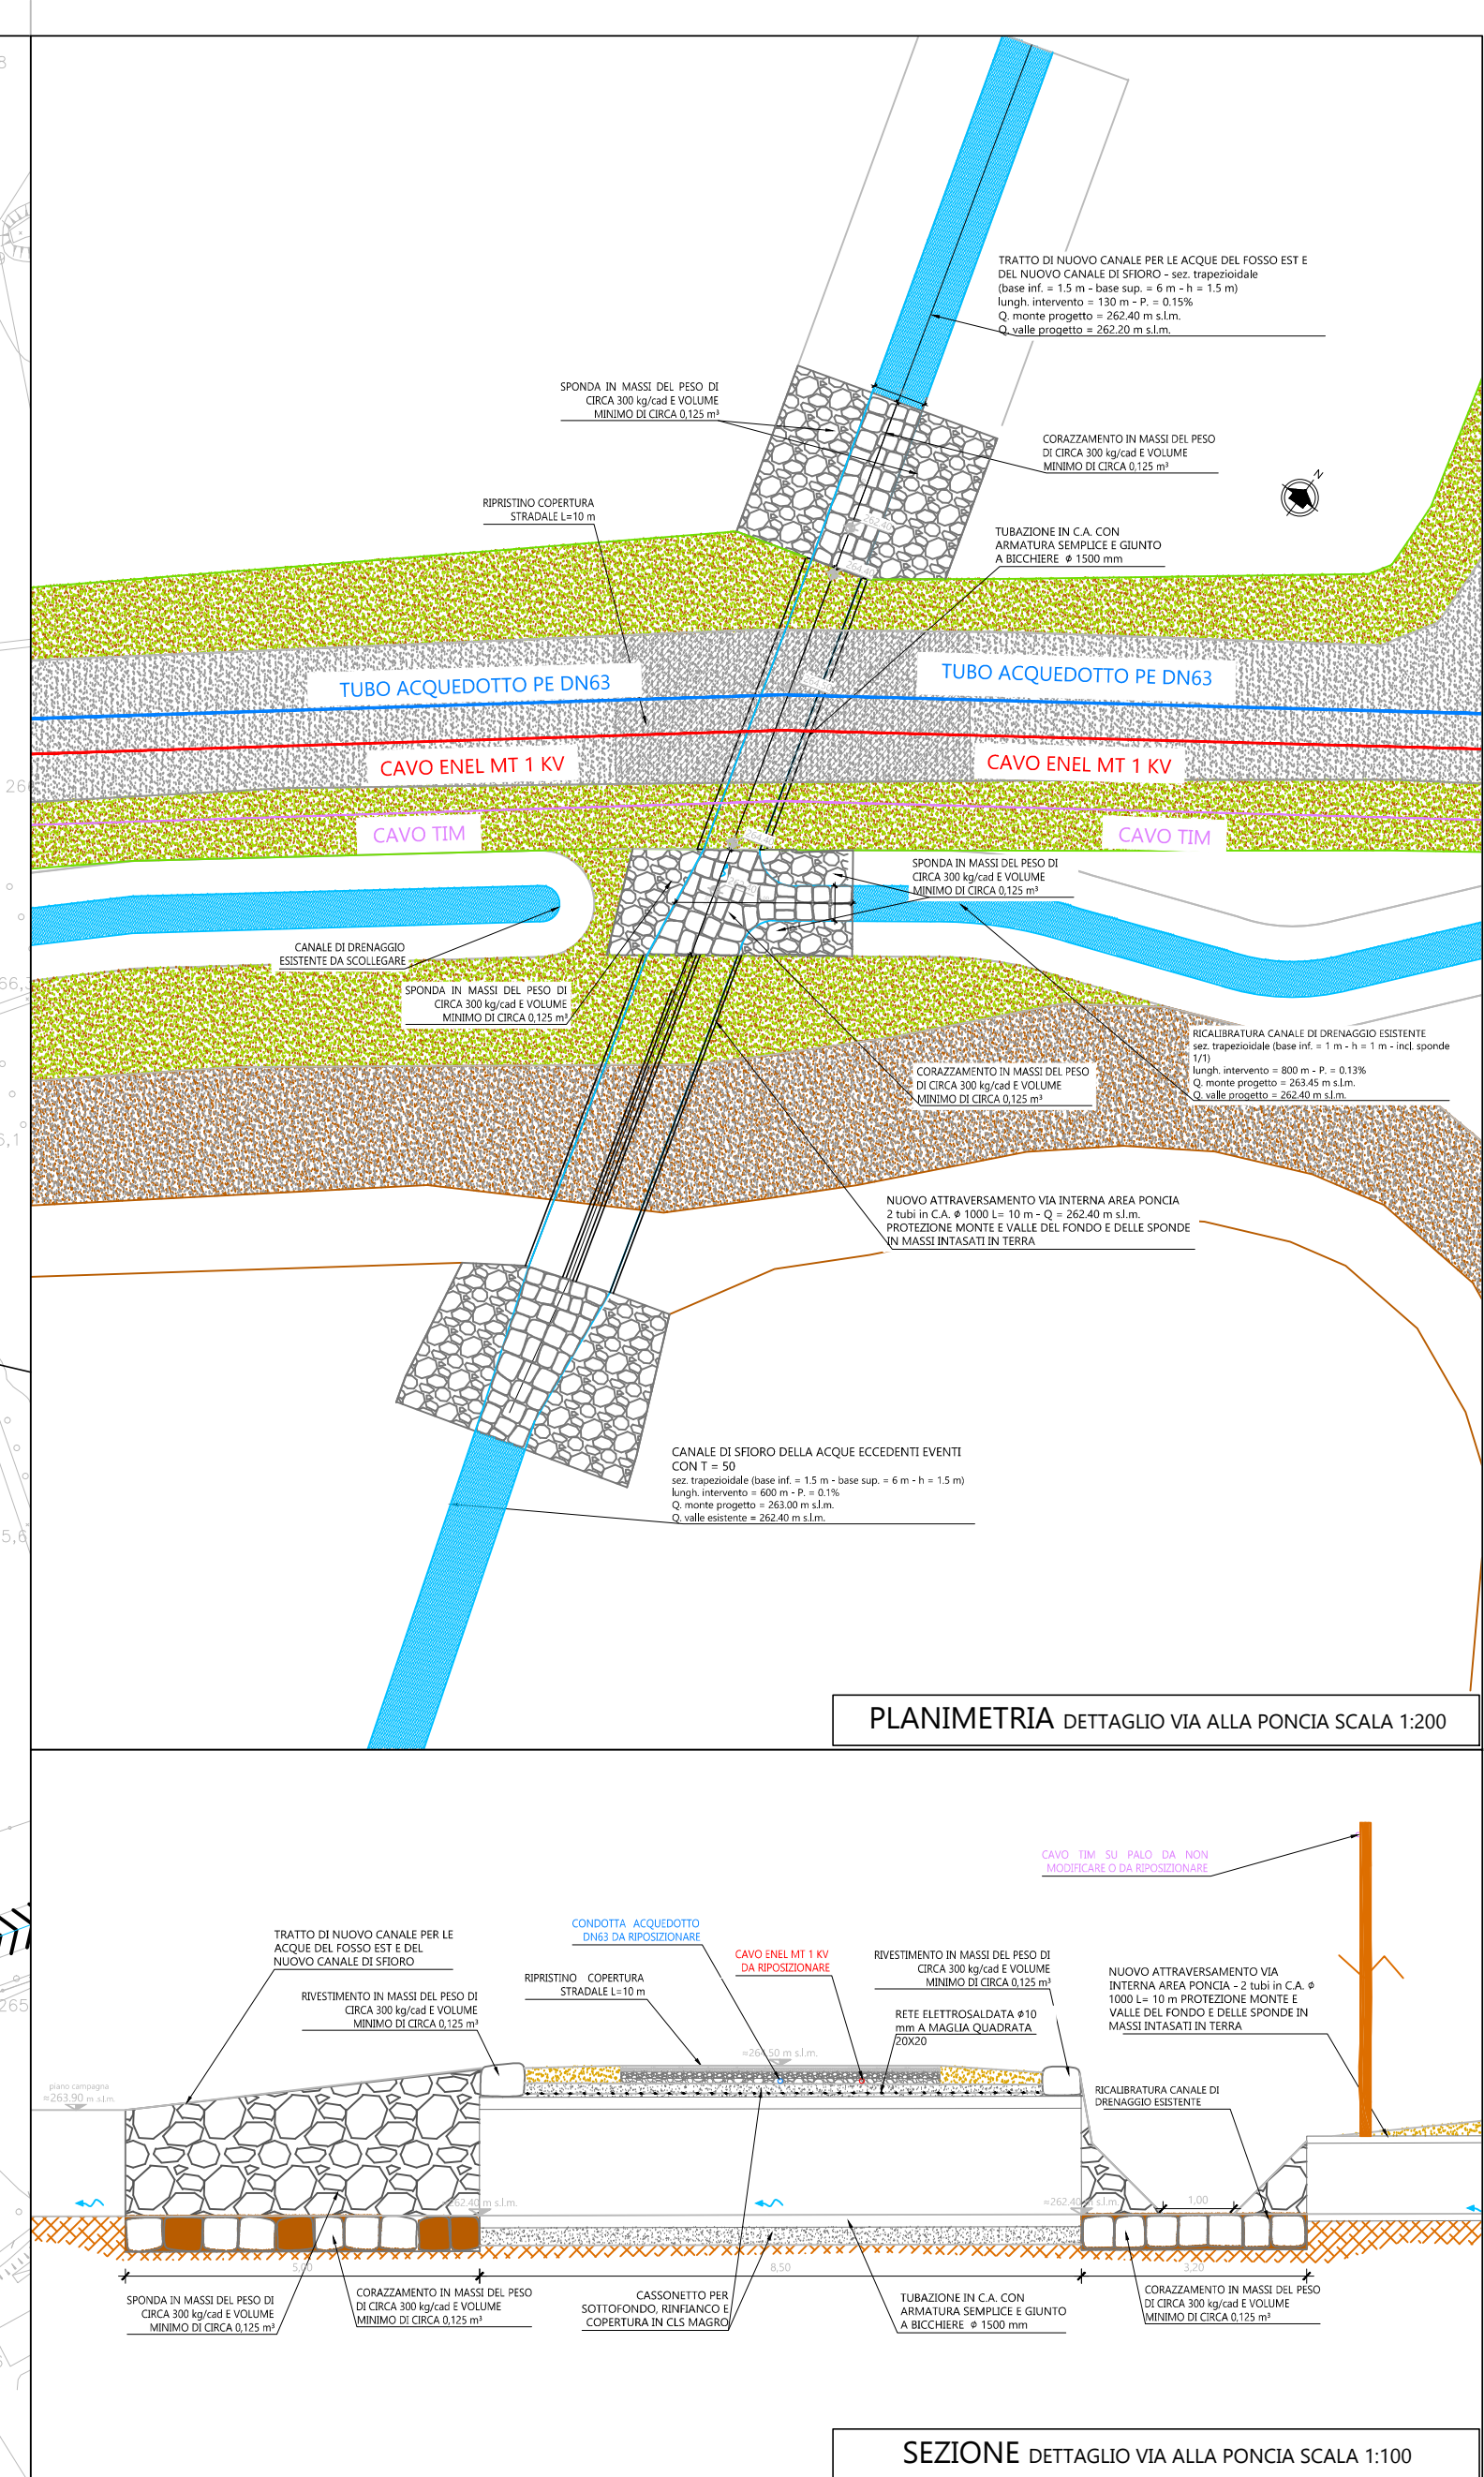 TRATTO DI NUOVO CANALE PER LE ACQUE DEL FOSSO EST E
DEL NUOVO CANALE DI SFIORO - sez. trapezioidale
(base inf. = 1.5 m - base sup. = 6 m - h = 1.5 m)
lungh. intervento = 130 m - P. = 0.15%
Q. monte progetto = 262.40 m s.l.m.
Q. valle progetto = 262.20 m s.l.m.
SPONDA IN MASSI DEL PESO DI
CIRCA 300 kg/cad E VOLUME
MINIMO DI CIRCA 0,125 m³
CORAZZAMENTO IN MASSI DEL PESO
DI CIRCA 300 kg/cad E VOLUME
MINIMO DI CIRCA 0,125 m³
N
RIPRISTINO COPERTURA
STRADALE L=10 m
262.40
TUBAZIONE IN C.A. CON
ARMATURA SEMPLICE E GIUNTO
A BICCHIERE ϕ 1500 mm
264.40
TUBO ACQUEDOTTO PE DN63
TUBO ACQUEDOTTO PE DN63
CAVO ENEL MT 1 KV
CAVO ENEL MT 1 KV
CAVO TIM
CAVO TIM
SPONDA IN MASSI DEL PESO DI
CIRCA 300 kg/cad E VOLUME
MINIMO DI CIRCA 0,125 m³
CANALE DI DRENAGGIO
ESISTENTE DA SCOLLEGARE
SPONDA IN MASSI DEL PESO DI
CIRCA 300 kg/cad E VOLUME
MINIMO DI CIRCA 0,125 m³
RICALIBRATURA CANALE DI DRENAGGIO ESISTENTE
sez. trapezioidale (base inf. = 1 m - h = 1 m - incl. sponde
1/1)
lungh. intervento = 800 m - P. = 0.13%
Q. monte progetto = 263.45 m s.l.m.
Q. valle progetto = 262.40 m s.l.m.
CORAZZAMENTO IN MASSI DEL PESO
DI CIRCA 300 kg/cad E VOLUME
MINIMO DI CIRCA 0,125 m³
NUOVO ATTRAVERSAMENTO VIA INTERNA AREA PONCIA
2 tubi in C.A. ϕ 1000 L= 10 m - Q = 262.40 m s.l.m.
PROTEZIONE MONTE E VALLE DEL FONDO E DELLE SPONDE
IN MASSI INTASATI IN TERRA
CANALE DI SFIORO DELLA ACQUE ECCEDENTI EVENTI
CON T = 50
sez. trapezioidale (base inf. = 1.5 m - base sup. = 6 m - h = 1.5 m)
lungh. intervento = 600 m - P. = 0.1%
Q. monte progetto = 263.00 m s.l.m.
Q. valle esistente = 262.40 m s.l.m.
PLANIMETRIA DETTAGLIO VIA ALLA PONCIA SCALA 1:200
CAVO TIM SU PALO DA NON
MODIFICARE O DA RIPOSIZIONARE
TRATTO DI NUOVO CANALE PER LE
ACQUE DEL FOSSO EST E DEL
NUOVO CANALE DI SFIORO
CONDOTTA ACQUEDOTTO
DN63 DA RIPOSIZIONARE
CAVO ENEL MT 1 KV
DA RIPOSIZIONARE
RIVESTIMENTO IN MASSI DEL PESO DI
CIRCA 300 kg/cad E VOLUME
MINIMO DI CIRCA 0,125 m³
NUOVO ATTRAVERSAMENTO VIA
INTERNA AREA PONCIA - 2 tubi in C.A. ϕ
1000 L= 10 m PROTEZIONE MONTE E
VALLE DEL FONDO E DELLE SPONDE IN
MASSI INTASATI IN TERRA
RIPRISTINO COPERTURA
STRADALE L=10 m
RIVESTIMENTO IN MASSI DEL PESO DI
CIRCA 300 kg/cad E VOLUME
MINIMO DI CIRCA 0,125 m³
RETE ELETTROSALDATA ϕ10
mm A MAGLIA QUADRATA
20X20
≈264.50 m s.l.m.
piano campagna
≈263.90 m s.l.m.
RICALIBRATURA CANALE DI
DRENAGGIO ESISTENTE
≈262.40 m s.l.m.
≈262.40 m s.l.m.
1,00
5,00
8,50
3,20
SPONDA IN MASSI DEL PESO DI
CIRCA 300 kg/cad E VOLUME
MINIMO DI CIRCA 0,125 m³
CORAZZAMENTO IN MASSI DEL PESO
DI CIRCA 300 kg/cad E VOLUME
MINIMO DI CIRCA 0,125 m³
CASSONETTO PER
SOTTOFONDO, RINFIANCO E
COPERTURA IN CLS MAGRO
TUBAZIONE IN C.A. CON
ARMATURA SEMPLICE E GIUNTO
A BICCHIERE ϕ 1500 mm
CORAZZAMENTO IN MASSI DEL PESO
DI CIRCA 300 kg/cad E VOLUME
MINIMO DI CIRCA 0,125 m³
SEZIONE DETTAGLIO VIA ALLA PONCIA SCALA 1:100